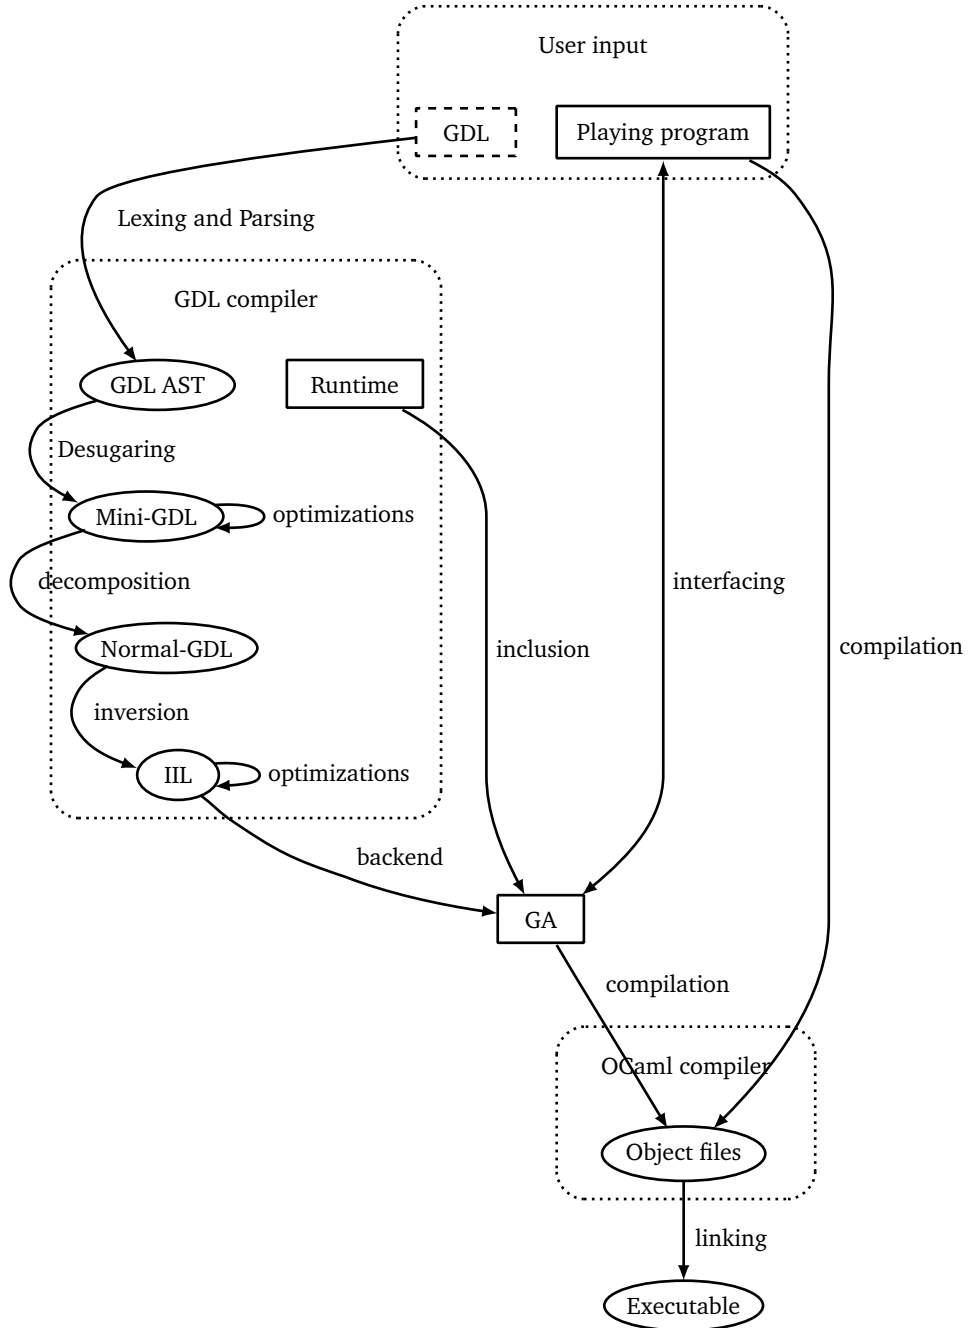 User input
GDL
Playing program
Lexing and Parsing
GDL compiler
GDL AST
Runtime
Desugaring
Mini-GDL
optimizations
decomposition
interfacing
Normal-GDL
inclusion
compilation
inversion
IIL
optimizations
backend
GA
compilation
OCaml compiler
Object files
linking
Executable